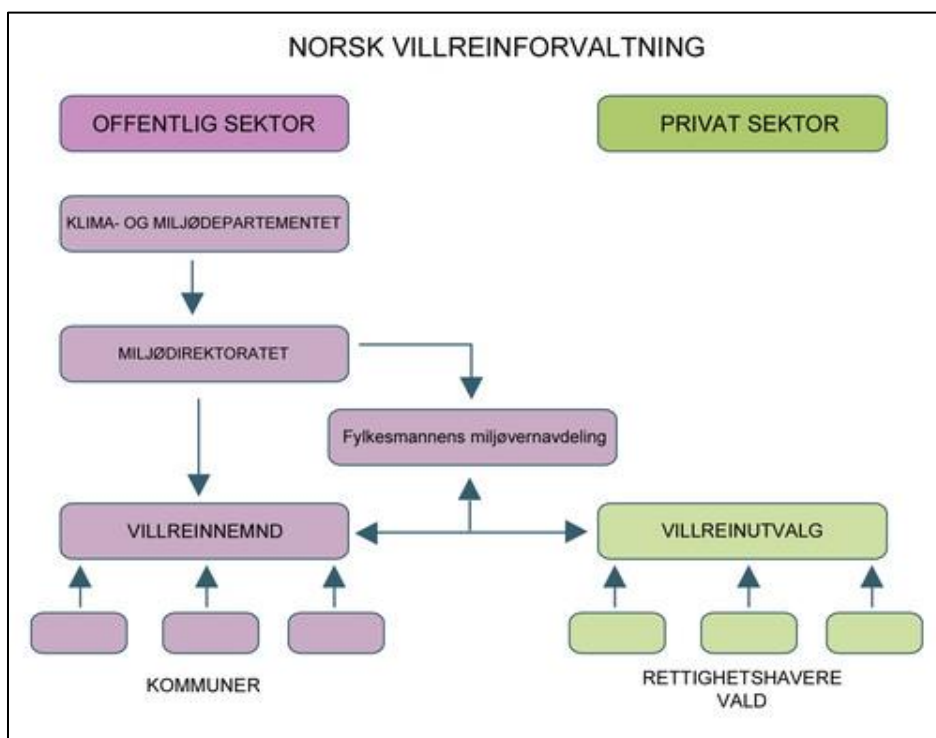 NORSK VILLREINFORVALTNING
OFFENTLIG SEKTOR
PRIVAT SEKTOR
KLIMA- OG MILJØDEPARTEMENTET
MILJØDIREKTORATET
Fylkesmannens miljøvernavdeling
VILLREINNEMND
VILLREINUTVALG
KOMMUNER
RETTIGHETSHAVERE
VALD